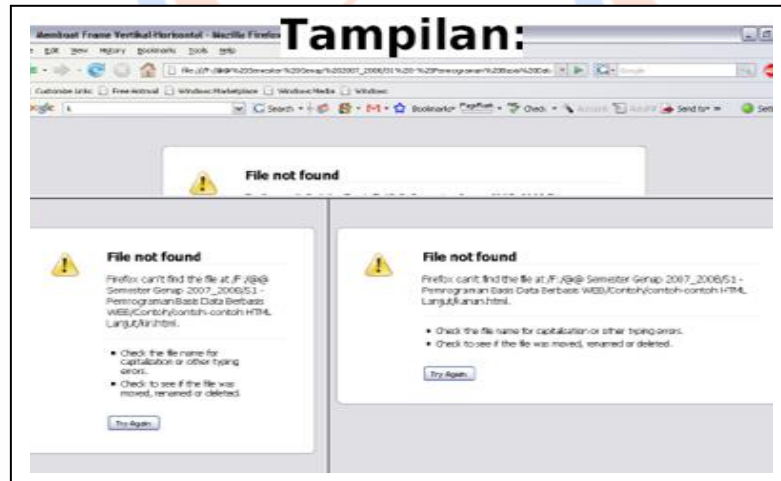 Tampilan:
Membuat Frame Vertikal-Horisontal - Mozilla Firefox
Edit View History Bookmarks Tools Help
Customize Links Free Hotmail Windows Marketplace Windows Media Windows
Search Bookmarks Check Send to
File not found
File not found
Firefox can't find the file at /F:/@@
Semester Genap 2007_2008/S1 -
Pemrograman Basis Data Berbasis
WEB/Contoh/contoh-contoh HTML
Lanjut/kiri.html.
• Check the file name for
capitalization or other typing
errors.
• Check to see if the file was
moved, renamed or deleted.
Try Again
File not found
Firefox can't find the file at /F:/@@ Semester Genap 2007_2008/S1 -
Pemrograman Basis Data Berbasis WEB/Contoh/contoh-contoh HTML
Lanjut/kanan.html.
• Check the file name for capitalization or other typing errors.
• Check to see if the file was moved, renamed or deleted.
Try Again